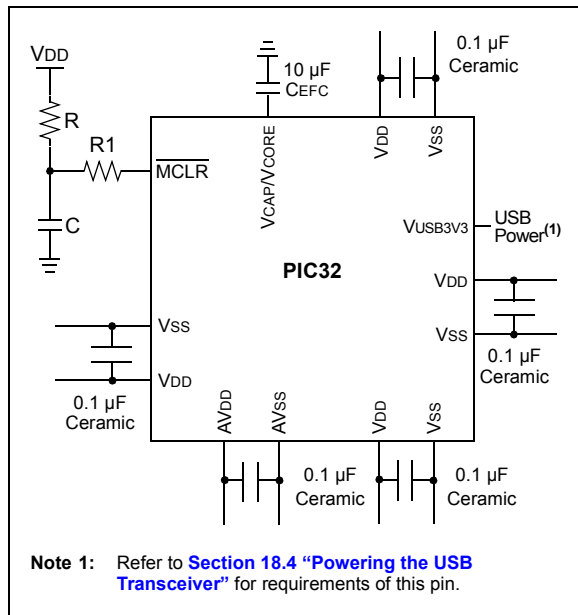 VDD
R
R1
C
MCLR
10 µF
CEFC
VCAP/VCORE
0.1 µF
Ceramic
VDD
VSS
VUSB3V3
USB
Power(1)
PIC32
VDD
VSS
0.1 µF
Ceramic
VSS
VDD
0.1 µF
Ceramic
AVDD
AVSS
0.1 µF
Ceramic
VDD
VSS
0.1 µF
Ceramic
Note 1: Refer to Section 18.4 “Powering the USB
Transceiver” for requirements of this pin.